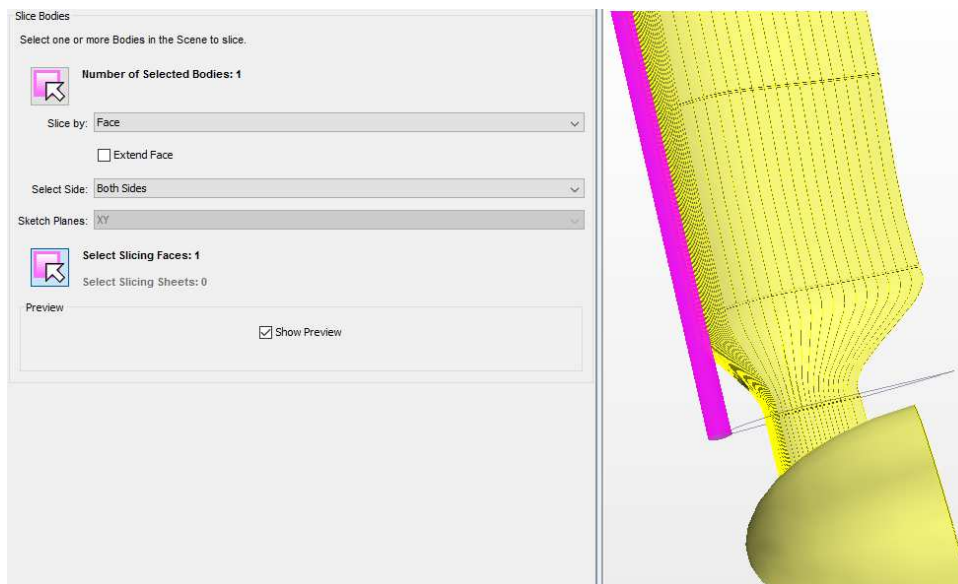 Slice Bodies
Select one or more Bodies in the Scene to slice.
Number of Selected Bodies: 1
Slice by: Face
Extend Face
Select Side: Both Sides
Sketch Planes: XY
Select Slicing Faces: 1
Select Slicing Sheets: 0
Preview
Show Preview